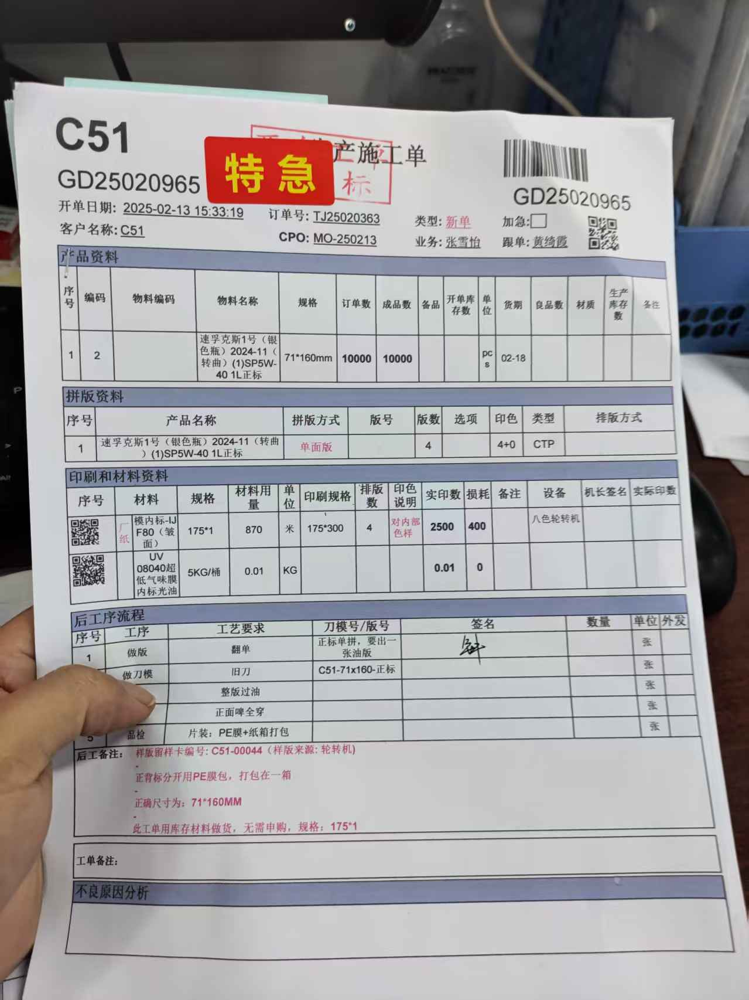 C51
生产施工单
特急
标
GD25020965
GD25020965
开单日期: 2025-02-13 15:33:19
订单号: TJ25020363
类型: 新单
加急:
客户名称: C51
CPO: MO-250213
业务: 张雪怡
跟单: 黄绮霞
产品资料
序号 编码 物料编码 物料名称 规格 订单数 成品数 备品 开单库存数 单位 货期 良品数 材质 生产库存数 备注
1 2 速孚克斯1号（银色瓶）2024-11（转曲）(1)SP5W-40 1L正标 71*160mm 10000 10000 pcs 02-18
拼版资料
序号 产品名称 拼版方式 版号 版数 选项 印色 类型 排版方式
1 速孚克斯1号（银色瓶）2024-11（转曲）(1)SP5W-40 1L正标 单面版 4 4+0 CTP
印刷和材料资料
序号 材料 规格 材料用量 单位 印刷规格 排版数 印色说明 实印数 损耗 备注 设备 机长签名 实际印数
厂纸 模内标-IJF80（皱面） 175*1 870 米 175*300 4 对内部色样 2500 400 八色轮转机
UV 08040超低气味膜内标光油 5KG/桶 0.01 KG 0.01 0
后工序流程
序号 工序 工艺要求 刀模号/版号 签名 数量 单位 外发
1 做版 翻单 正标单拼，要出一张油版 张
做刀模 旧刀 C51-71x160-正标 张
整版过油 张
正面啤全穿 张
5 品检 片装：PE膜+纸箱打包 张
后工备注: 样版留样卡编号: C51-00044（样版来源: 轮转机)
-
正背标分开用PE膜包，打包在一箱
-
正确尺寸为：71*160MM
-
此工单用库存材料做货，无需申购，规格：175*1
工单备注:
不良原因分析